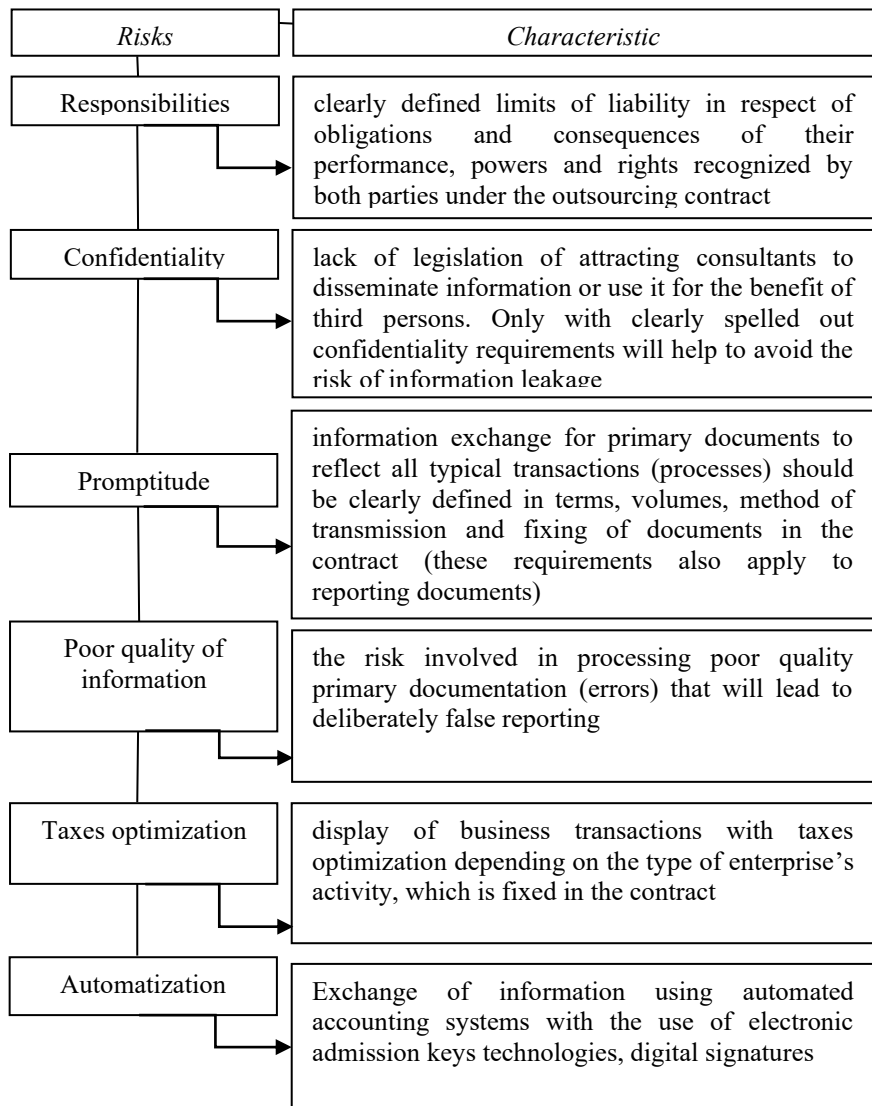 Risks
Characteristic
Responsibilities
clearly defined limits of liability in respect of
obligations and consequences of their
performance, powers and rights recognized by
both parties under the outsourcing contract
Confidentiality
lack of legislation of attracting consultants to
disseminate information or use it for the benefit of
third persons. Only with clearly spelled out
confidentiality requirements will help to avoid the
risk of information leakage
Promptitude
information exchange for primary documents to
reflect all typical transactions (processes) should
be clearly defined in terms, volumes, method of
transmission and fixing of documents in the
contract (these requirements also apply to
reporting documents)
Poor quality of
information
the risk involved in processing poor quality
primary documentation (errors) that will lead to
deliberately false reporting
Taxes optimization
display of business transactions with taxes
optimization depending on the type of enterprise’s
activity, which is fixed in the contract
Automatization
Exchange of information using automated
accounting systems with the use of electronic
admission keys technologies, digital signatures